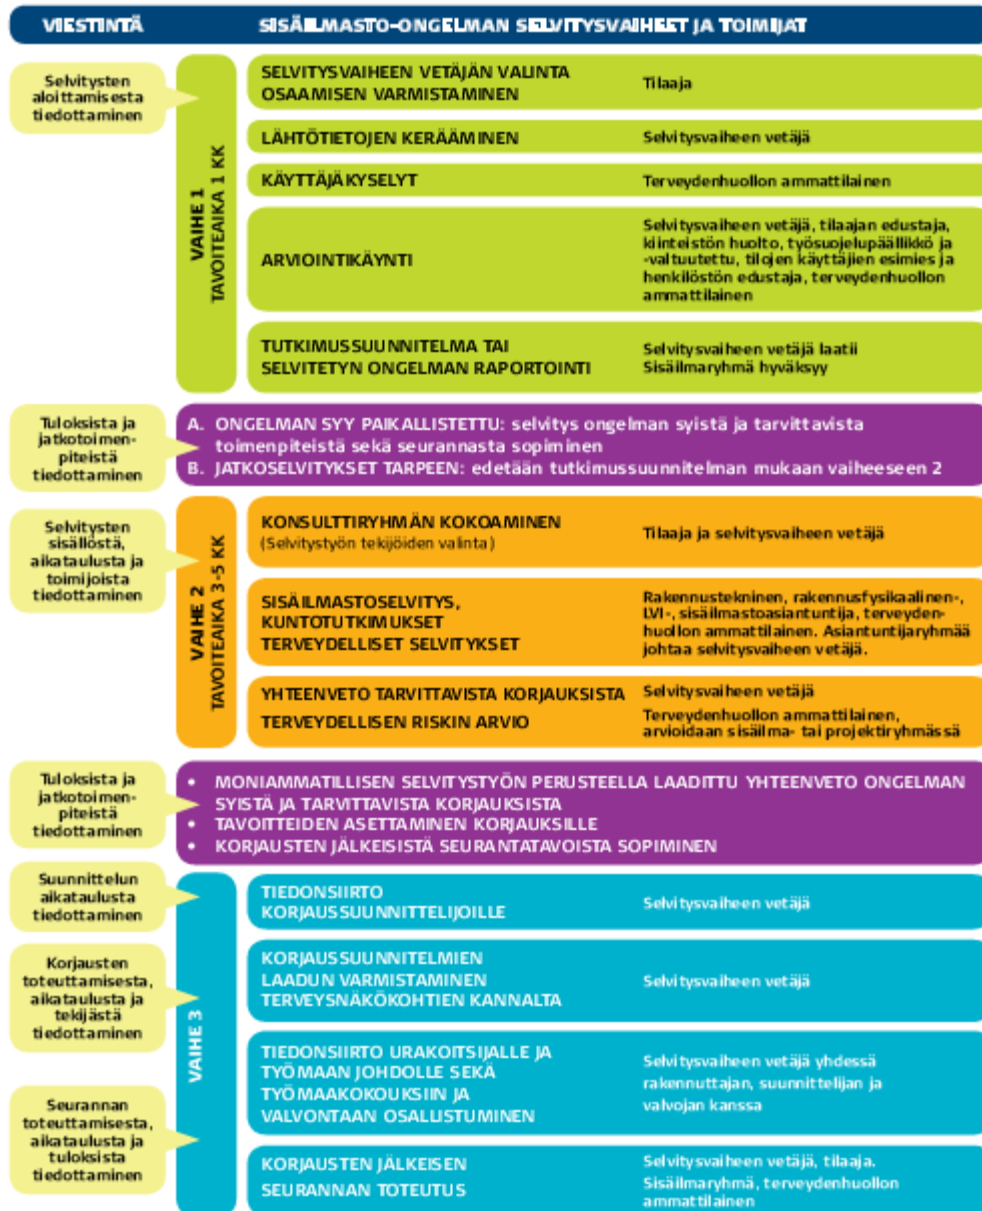 VIESTINTÄ
SISÄILMASTO-ONGELMAN SELVITYSVAIHEET JA TOIMIJAT
Selvitysten
aloittamisesta
tiedottaminen
VAIHE 1
TAVOITEAIKA 1 KK
SELVITYSVAIHEEN VETÄJÄN VALINTA
OSAAMISEN VARMISTAMINEN
Tilaaja
LÄHTÖTIETOJEN KERÄÄMINEN
Selvitysvaiheen vetäjä
KÄYTTÄJÄKYSELYT
Terveydenhuollon ammattilainen
ARVIOINTIKÄYNTI
Selvitysvaiheen vetäjä, tilaajan edustaja,
kiinteistön huolto, työsuojelupäällikkö ja
-valtuutettu, tilojen käyttäjien esimies ja
henkilöstön edustaja, terveydenhuollon
ammattilainen
TUTKIMUSSUUNNITELMA TAI
SELVITETYN ONGELMAN RAPORTOINTI
Selvitysvaiheen vetäjä laatii
Sisäilmaryhmä hyväksyy
Tuloksista ja
jatkotoimen-
piteistä
tiedottaminen
A. ONGELMAN SYY PAIKALLISTETTU: selvitys ongelman syistä ja tarvittavista
toimenpiteistä sekä seurannasta sopiminen
B. JATKOSELVITYKSET TARPEEN: edetään tutkimussuunnitelman mukaan vaiheeseen 2
Selvitysten
sisällöstä,
aikataulusta ja
toimijoista
tiedottaminen
VAIHE 2
TAVOITEAIKA 3-5 KK
KONSULTTIRYHMÄN KOKOAMINEN
(Selvitystyön tekijöiden valinta)
Tilaaja ja selvitysvaiheen vetäjä
SISÄILMASTOSELVITYS,
KUNTOTUTKIMUKSET
TERVEYDELLISET SELVITYKSET
Rakennustekninen, rakennusfysikaalinen-,
LVI-, sisäilmastoasiantuntija, terveyden-
huollon ammattilainen. Asiantuntijaryhmää
johtaa selvitysvaiheen vetäjä.
YHTEENVETO TARVITTAVISTA KORJAUKSISTA
Selvitysvaiheen vetäjä
TERVEYDELLISEN RISKIN ARVIO
Terveydenhuollon ammattilainen,
arvioidaan sisäilma- tai projektiryhmässä
Tuloksista ja
jatkotoimen-
piteistä
tiedottaminen
• MONIAMMATILLISEN SELVITYSTYÖN PERUSTEELLA LAADITTU YHTEENVETO ONGELMAN
SYISTÄ JA TARVITTAVISTA KORJAUKSISTA
• TAVOITTEIDEN ASETTAMINEN KORJAUKSILLE
• KORJAUSTEN JÄLKEISISTÄ SEURANTATAVOISTA SOPIMINEN
Suunnittelun
aikataulusta
tiedottaminen
Korjausten
toteuttamisesta,
aikataulusta ja
tekijästä
tiedottaminen
Seurannan
toteuttamisesta,
aikataulusta ja
tuloksista
tiedottaminen
VAIHE 3
TIEDONSIIRTO
KORJAUSSUUNNITTELIJOILLE
Selvitysvaiheen vetäjä
KORJAUSSUUNNITELMIEN
LAADUN VARMISTAMINEN
TERVEYSNÄKÖKOHTIEN KANNALTA
Selvitysvaiheen vetäjä
TIEDONSIIRTO URAKOITSIJALLE JA
TYÖMAAN JOHDOLLE SEKÄ
TYÖMAAKOKOUKSIIN JA
VALVONTAAN OSALLISTUMINEN
Selvitysvaiheen vetäjä yhdessä
rakennuttajan, suunnittelijan ja
valvojan kanssa
KORJAUSTEN JÄLKEISEN
SEURANNAN TOTEUTUS
Selvitysvaiheen vetäjä, tilaaja.
Sisäilmaryhmä, terveydenhuollon
ammattilainen